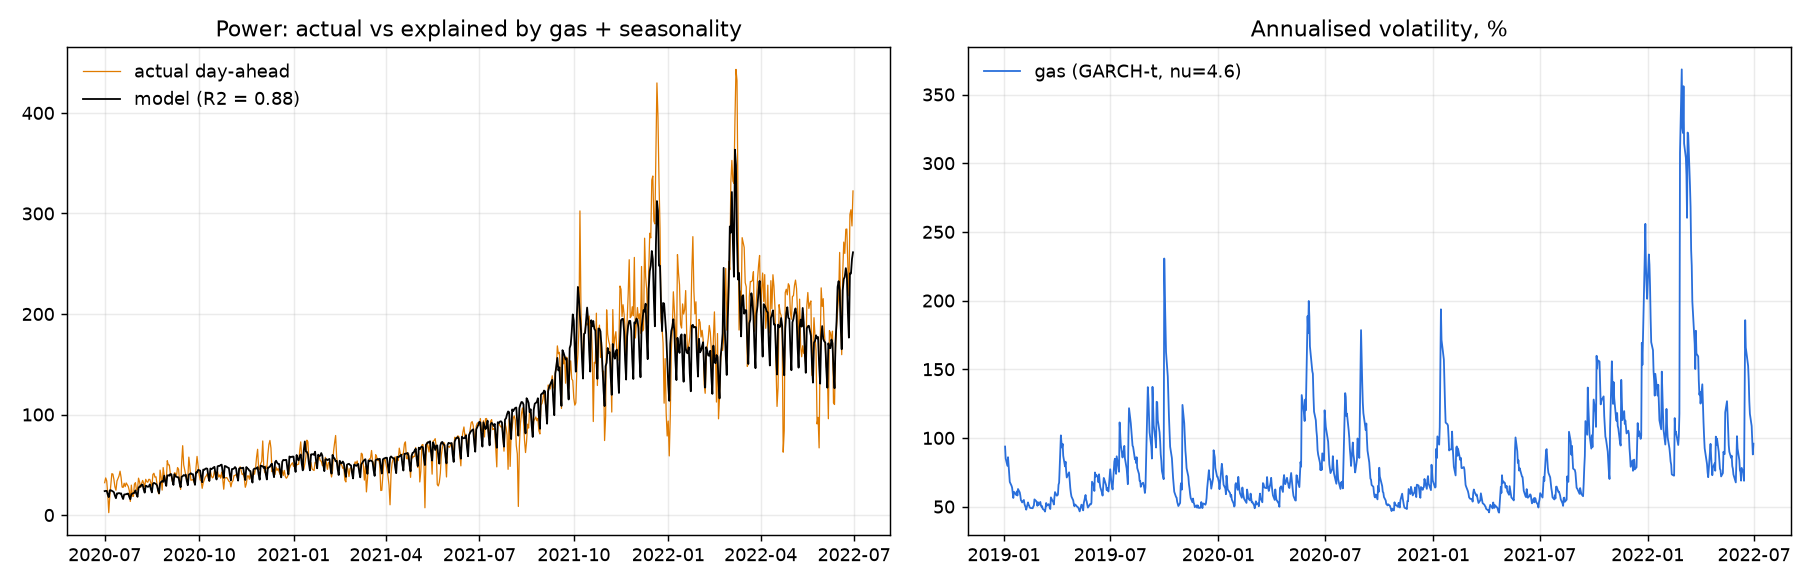 Power: actual vs explained by gas + seasonality
actual day-ahead
model (R2 = 0.88)
400
300
200
100
0
2020-07 2020-10 2021-01 2021-04 2021-07 2021-10 2022-01 2022-04 2022-07
Annualised volatility, %
gas (GARCH-t, nu=4.6)
350
300
250
200
150
100
50
2019-01 2019-07 2020-01 2020-07 2021-01 2021-07 2022-01 2022-07